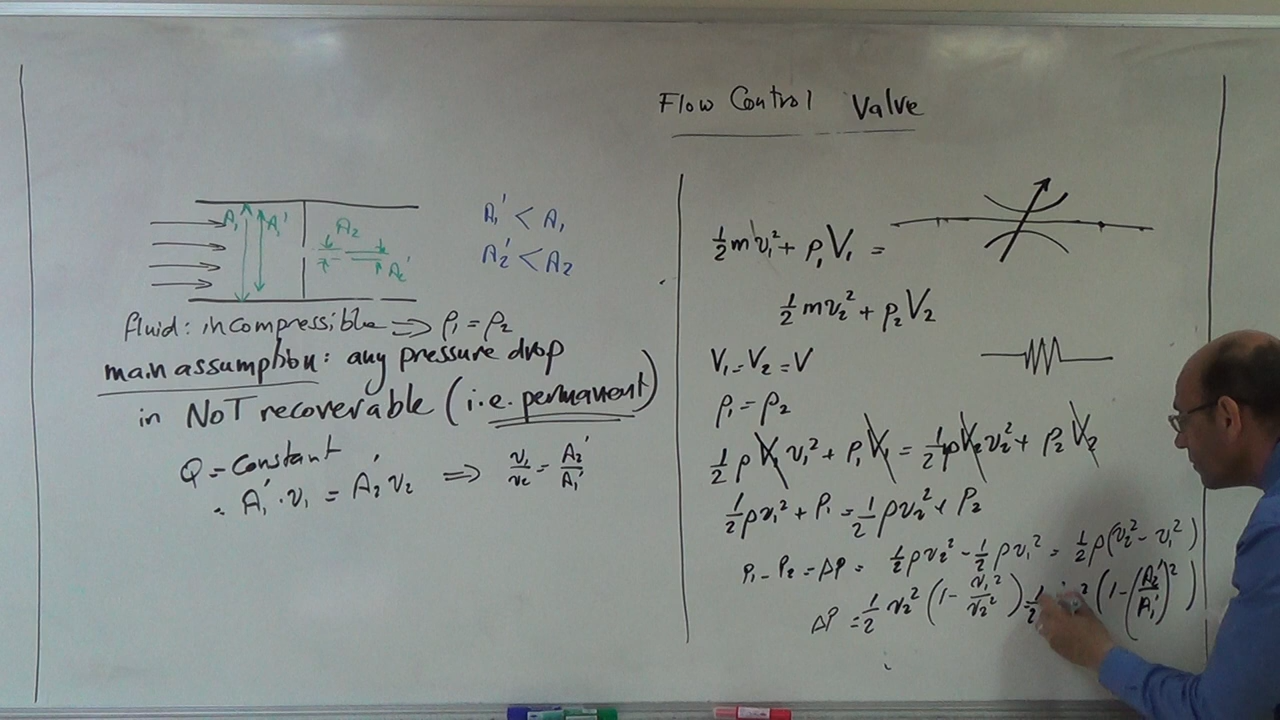 Flow Control Valve
A₁ A₁' A₂ A₂'
A₁' < A₁
A₂' < A₂
fluid: incompressible ⇒ ρ₁ = ρ₂
main assumption: any pressure drop
in NOT recoverable (i.e. permanent)
Q = Constant
∴ A₁' · v₁ = A₂' v₂ ⇒ v₁/v₂ = A₂'/A₁'
½ m v₁² + P₁ V₁ =
½ m v₂² + P₂ V₂
V₁ = V₂ = V
ρ₁ = ρ₂
½ ρ V₁ v₁² + P₁ V₁ = ½ ρ V₂ v₂² + P₂ V₂
½ ρ v₁² + P₁ = ½ ρ v₂² + P₂
P₁ - P₂ = ΔP = ½ ρ v₂² - ½ ρ v₁² = ½ ρ (v₂² - v₁²)
ΔP = ½ v₂² (1 - v₁²/v₂²) = ½ ² (1 - (A₂'/A₁')²)